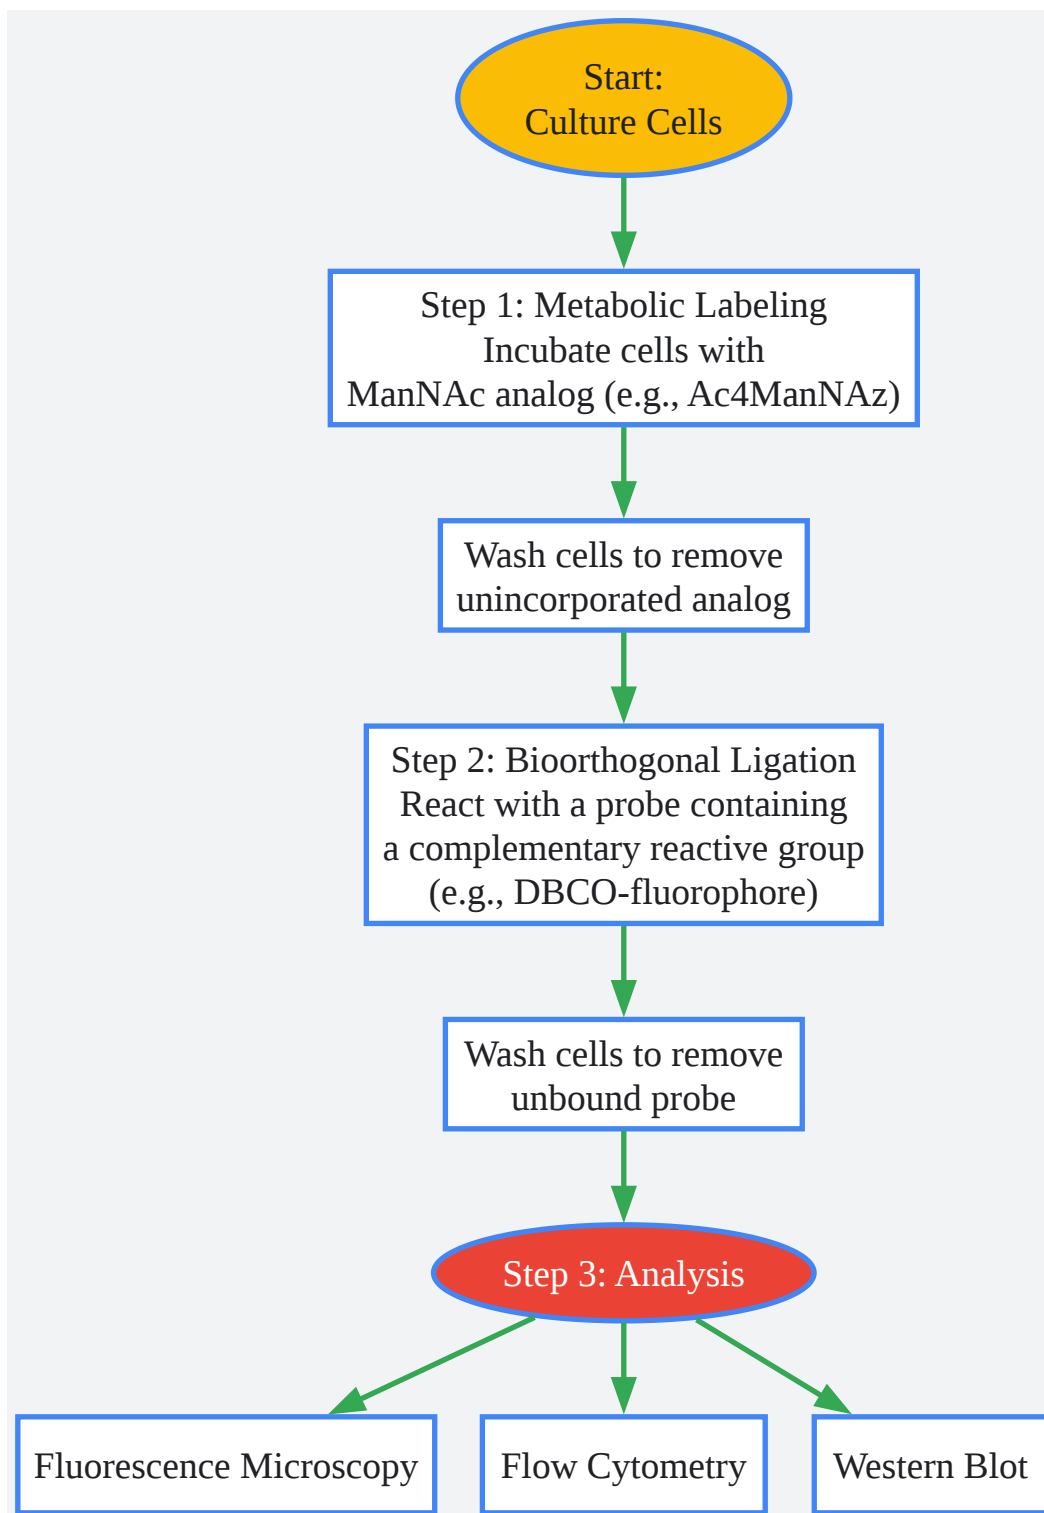 Start:
Culture Cells
Step 1: Metabolic Labeling
Incubate cells with
ManNAc analog (e.g., Ac4ManNAz)
Wash cells to remove
unincorporated analog
Step 2: Bioorthogonal Ligation
React with a probe containing
a complementary reactive group
(e.g., DBCO-fluorophore)
Wash cells to remove
unbound probe
Step 3: Analysis
Fluorescence Microscopy
Flow Cytometry
Western Blot